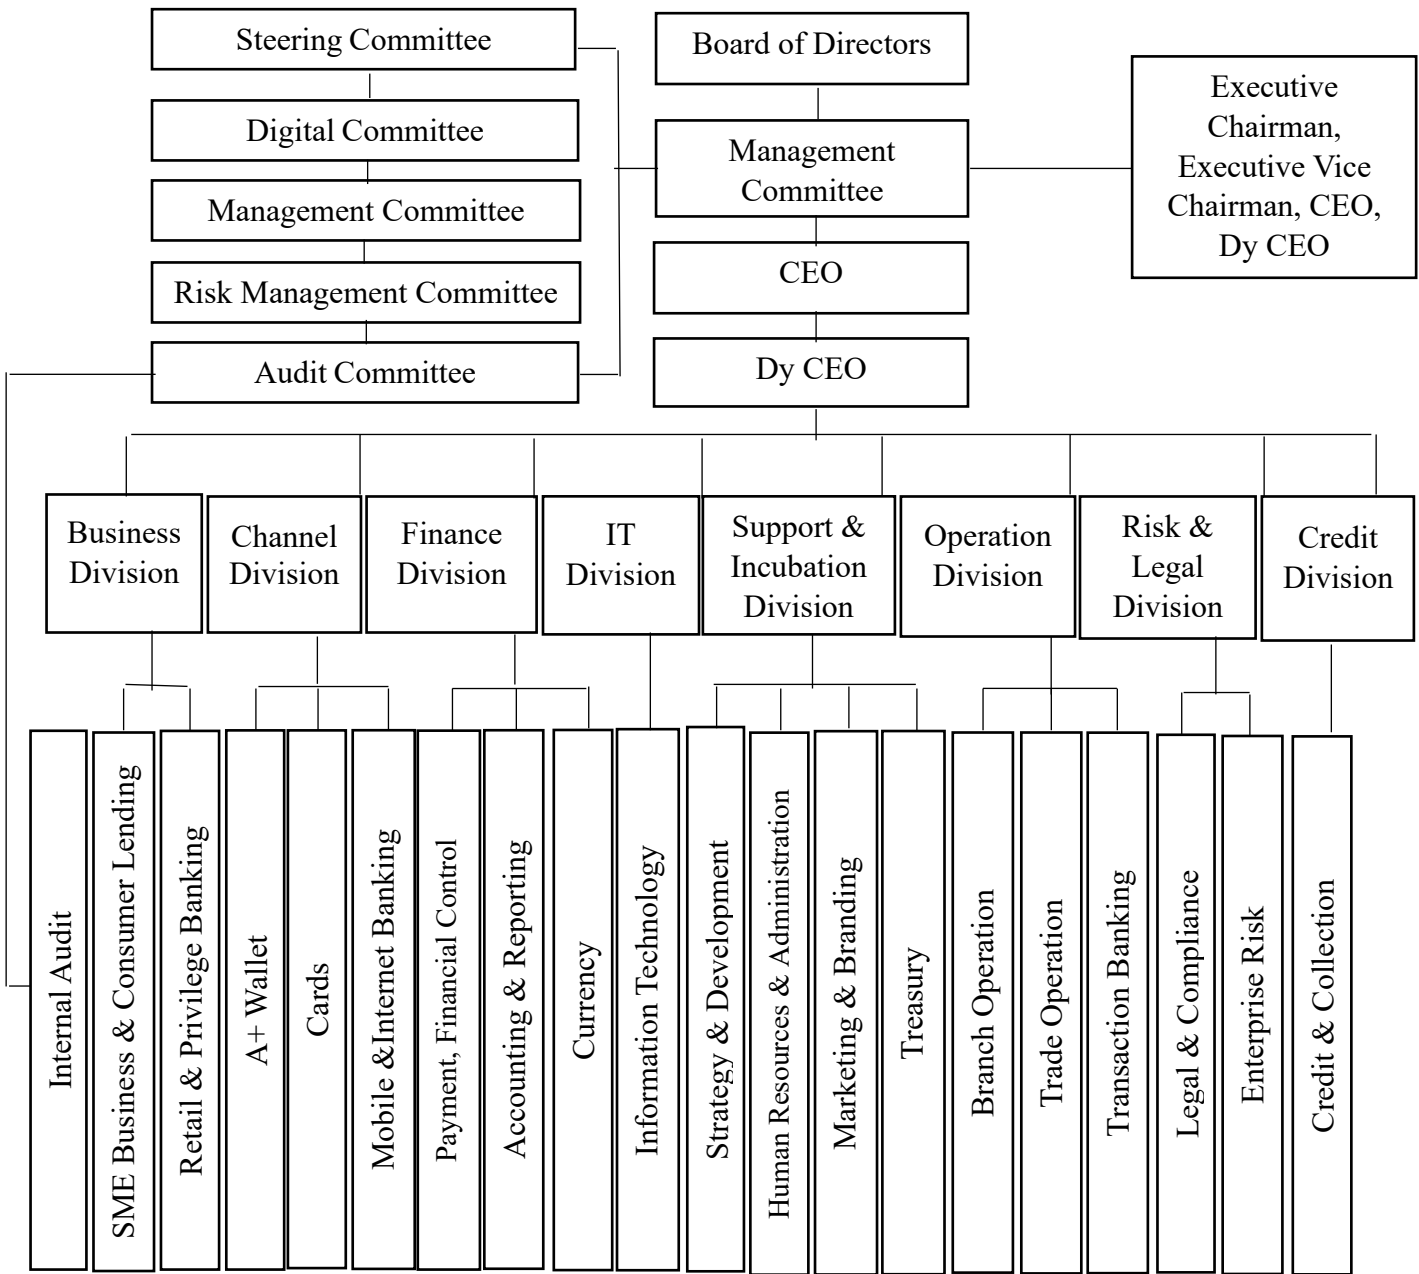 Steering Committee
Digital Committee
Management Committee
Risk Management Committee
Audit Committee
Board of Directors
Management
Committee
CEO
Dy CEO
Executive
Chairman,
Executive Vice
Chairman, CEO,
Dy CEO
Business
Division
Channel
Division
Finance
Division
IT
Division
Support &
Incubation
Division
Operation
Division
Risk &
Legal
Division
Credit
Division
Internal Audit
SME Business & Consumer Lending
Retail & Privilege Banking
A+ Wallet
Cards
Mobile &Internet Banking
Payment, Financial Control
Accounting & Reporting
Currency
Information Technology
Strategy & Development
Human Resources & Administration
Marketing & Branding
Treasury
Branch Operation
Trade Operation
Transaction Banking
Legal & Compliance
Enterprise Risk
Credit & Collection